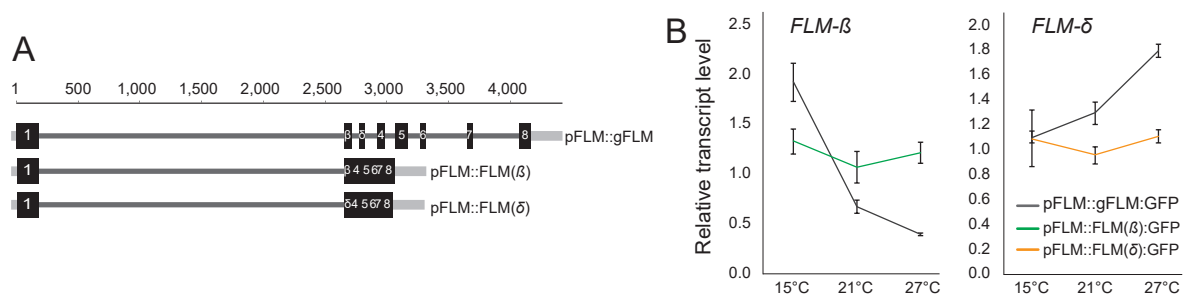 A
1 500 1,000 1,500 2,000 2,500 3,000 3,500 4,000
1 β δ 4 5 6 7 8 pFLM::gFLM
1 β 4 5 6 7 8 pFLM::FLM(ß)
1 δ 4 5 6 7 8 pFLM::FLM(δ)
B
Relative transcript level
FLM-ß
2.5
2.0
1.5
1.0
0.5
0.0
15°C 21°C 27°C
FLM-δ
2.0
1.8
1.6
1.4
1.2
1.0
0.8
0.6
0.4
0.2
0.0
pFLM::gFLM:GFP
pFLM::FLM(ß):GFP
pFLM::FLM(δ):GFP
15°C 21°C 27°C